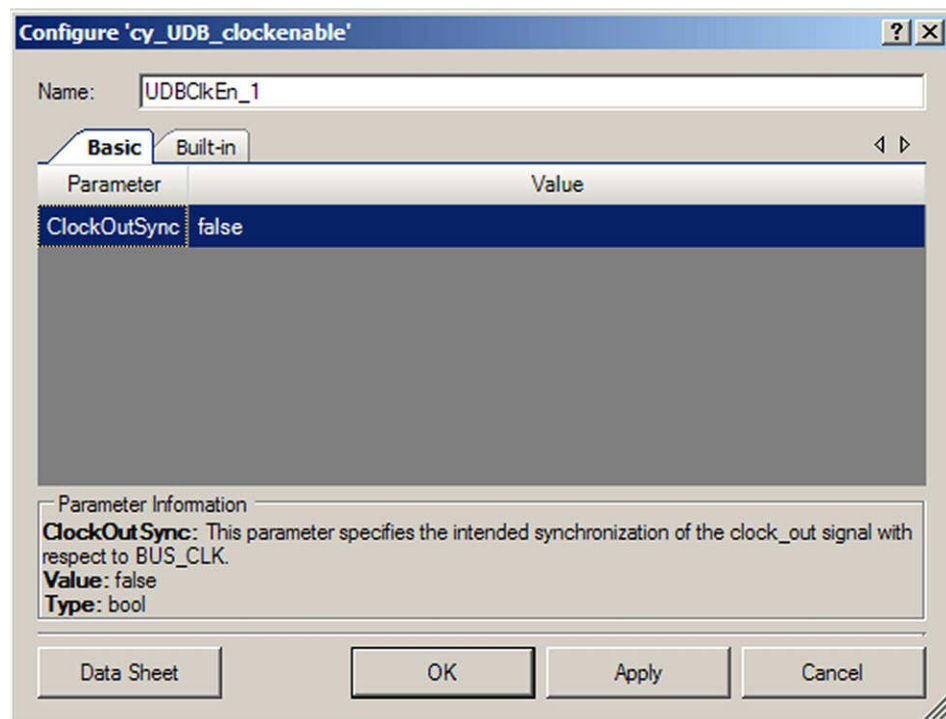 Configure 'cy_UDB_clockenable'
Name: UDBClkEn_1
Basic Built-in
Parameter Value
ClockOutSync false
Parameter Information
ClockOutSync: This parameter specifies the intended synchronization of the clock_out signal with
respect to BUS_CLK.
Value: false
Type: bool
Data Sheet OK Apply Cancel